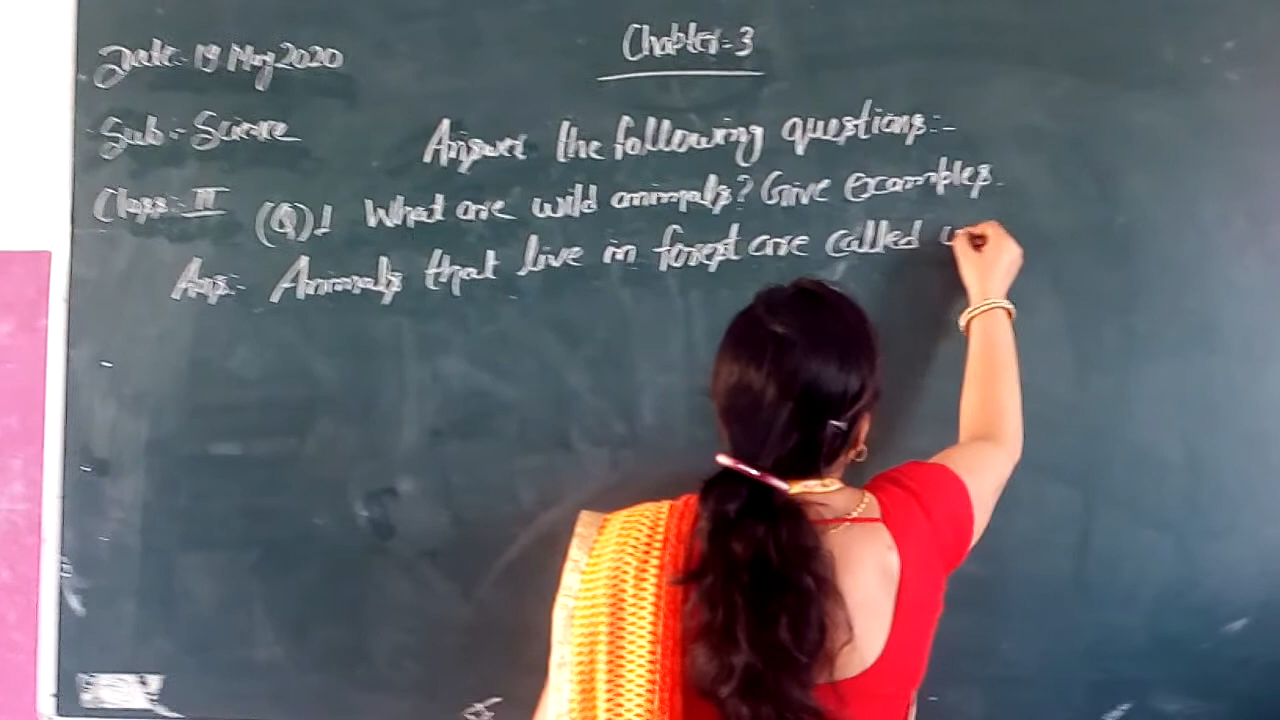 Date:- 19 May 2020
Chapter-3
Sub:- Science
Answer the following questions:-
Class:- II
(Q)1 What are wild animals? Give examples.
Ans:- Animals that live in forest are called w